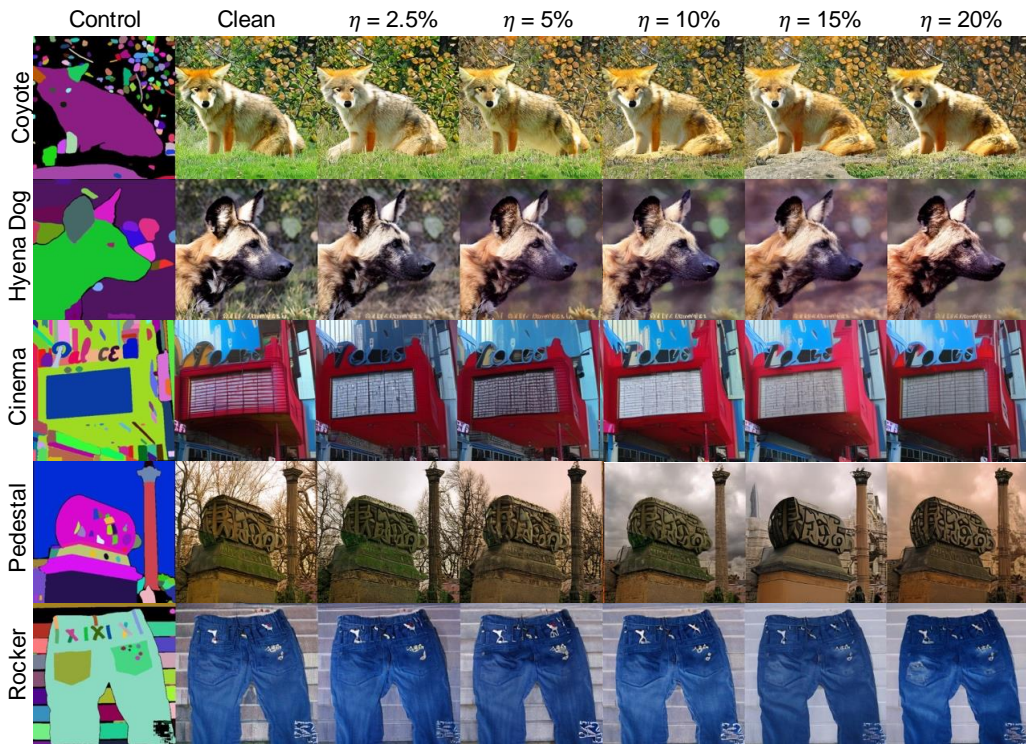 Control Clean η = 2.5% η = 5% η = 10% η = 15% η = 20%
Coyote
Hyena Dog
Cinema
Pedestal
Rocker